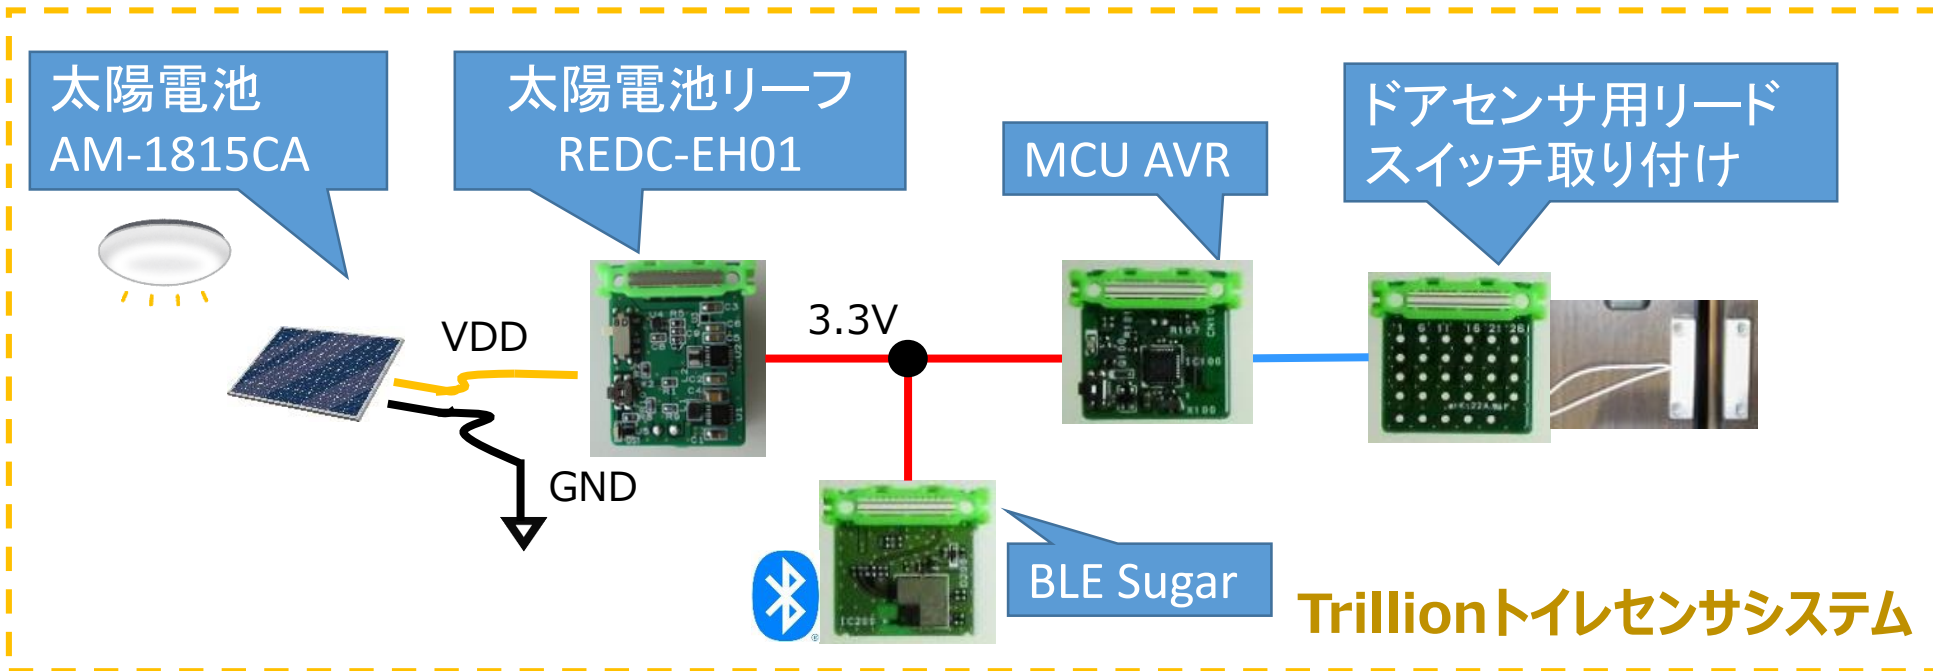 太陽電池
AM-1815CA
太陽電池リーフ
REDC-EH01
MCU AVR
ドアセンサ用リード
スイッチ取り付け
VDD
3.3V
GND
BLE Sugar
Trillionトイレセンサシステム